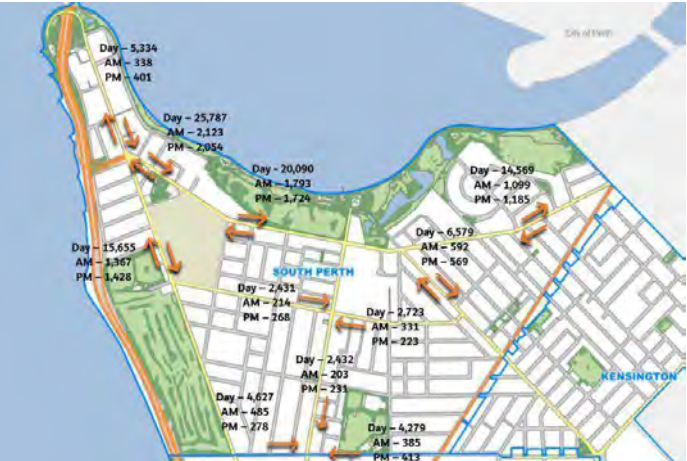 City of Perth
Day – 5,334
AM – 338
PM – 401
Day – 25,787
AM – 2,123
PM – 2,054
Day – 20,090
AM – 1,793
PM – 1,724
Day – 14,569
AM – 1,099
PM – 1,185
Day – 6,579
AM – 592
PM – 569
Day – 15,655
AM – 1,367
PM – 1,428
SOUTH PERTH
Day – 2,431
AM – 214
PM – 268
Day – 2,723
AM – 331
PM – 223
Day – 2,432
AM – 203
PM – 231
KENSINGTON
Day – 4,627
AM – 485
PM – 278
Day – 4,279
AM – 385
PM – 413